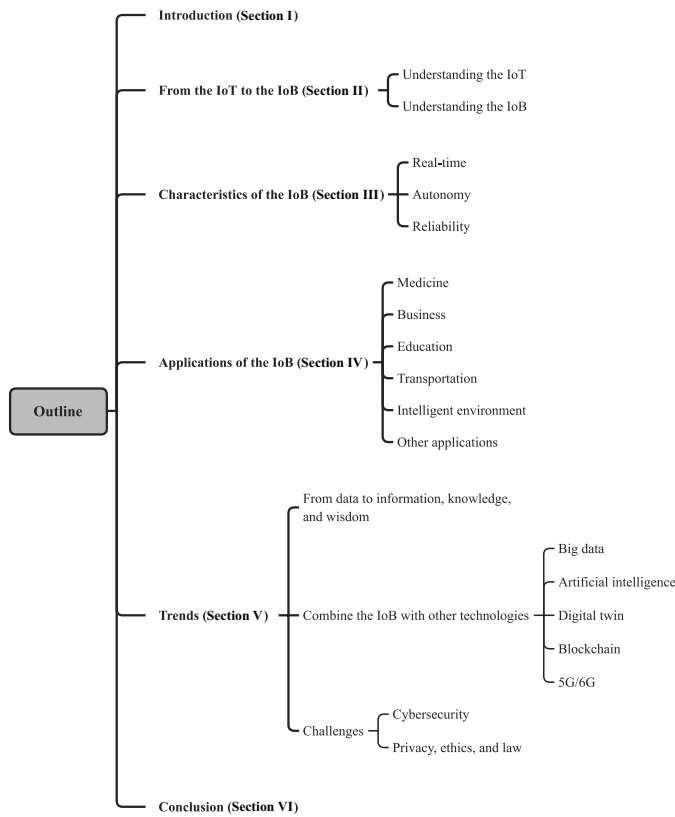 Outline
Introduction (Section I)
From the IoT to the IoB (Section II)
Understanding the IoT
Understanding the IoB
Characteristics of the IoB (Section III)
Real-time
Autonomy
Reliability
Applications of the IoB (Section IV)
Medicine
Business
Education
Transportation
Intelligent environment
Other applications
Trends (Section V)
From data to information, knowledge,
and wisdom
Combine the IoB with other technologies
Big data
Artificial intelligence
Digital twin
Blockchain
5G/6G
Challenges
Cybersecurity
Privacy, ethics, and law
Conclusion (Section VI)